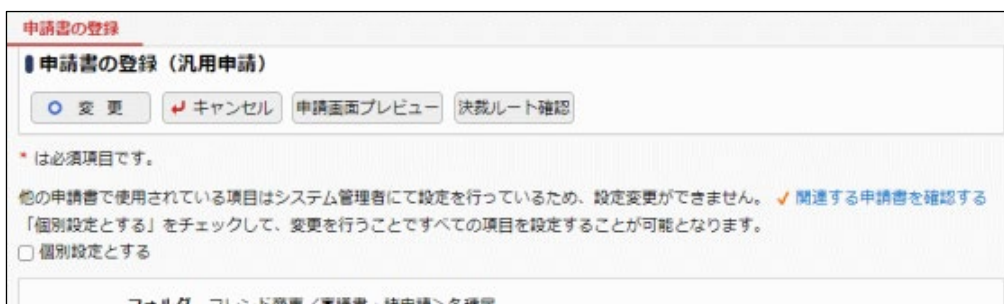 申請書の登録
申請書の登録（汎用申請）
変 更 キャンセル 申請画面プレビュー 決裁ルート確認
* は必須項目です。
他の申請書で使用されている項目はシステム管理者にて設定を行っているため、設定変更ができません。 関連する申請書を確認する
「個別設定とする」をチェックして、変更を行うことですべての項目を設定することが可能となります。
個別設定とする
フォルダ